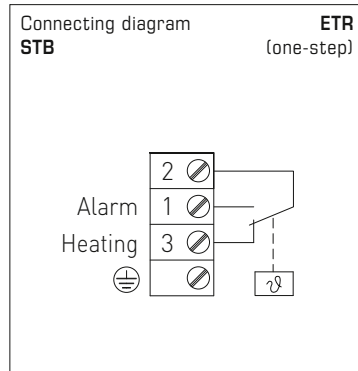 Connecting diagram ETR
STB (one-step)
2
Alarm 1
Heating 3
ϑ